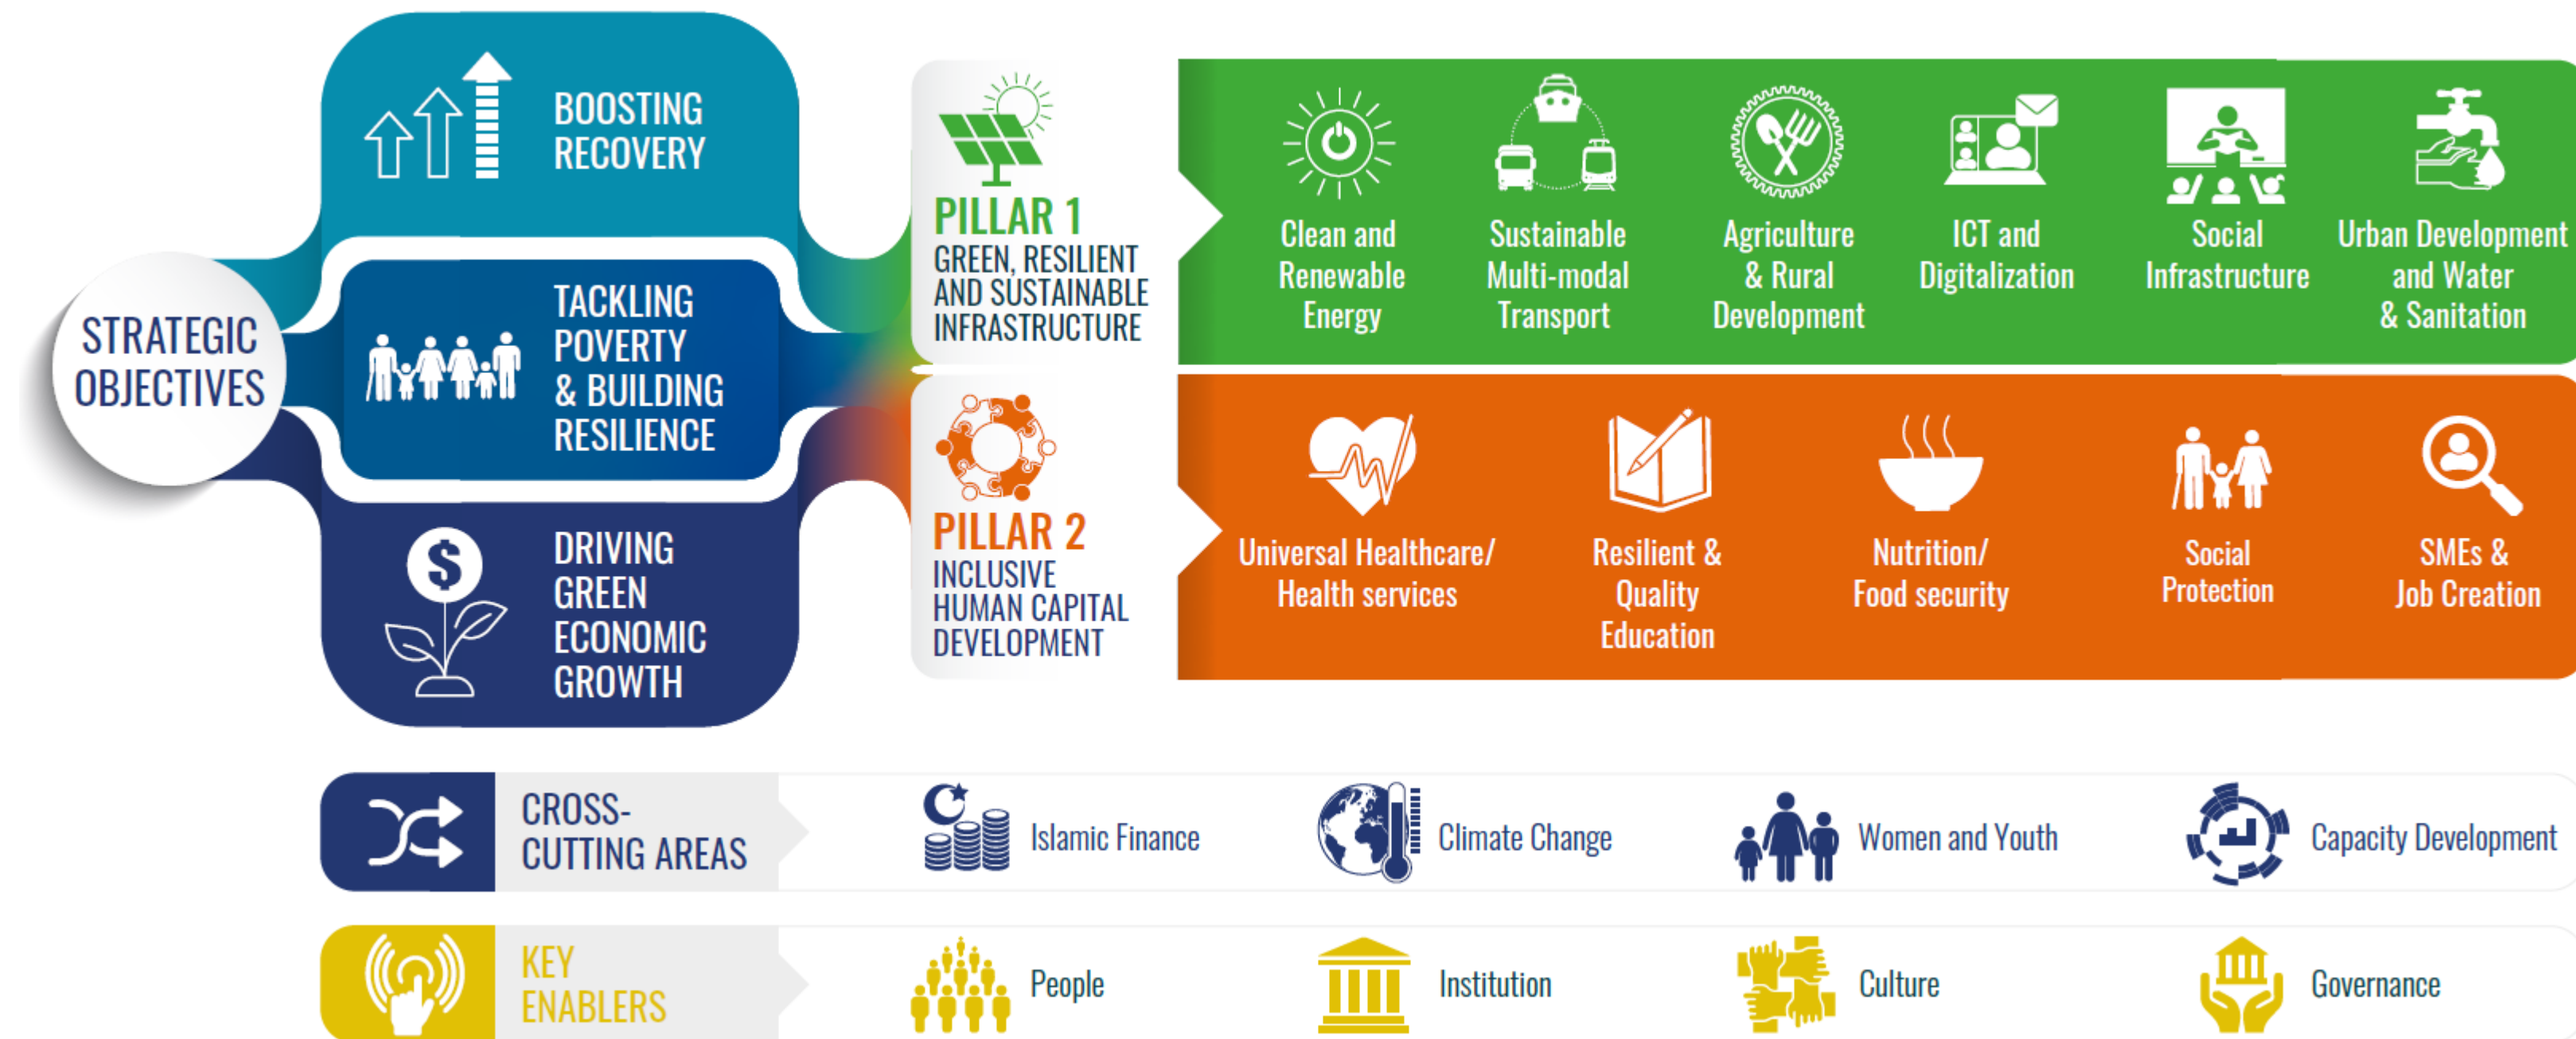 STRATEGIC
OBJECTIVES
BOOSTING
RECOVERY
TACKLING
POVERTY
& BUILDING
RESILIENCE
$
DRIVING
GREEN
ECONOMIC
GROWTH
PILLAR 1
GREEN, RESILIENT
AND SUSTAINABLE
INFRASTRUCTURE
Clean and
Renewable
Energy
Sustainable
Multi-modal
Transport
Agriculture
& Rural
Development
ICT and
Digitalization
Social
Infrastructure
Urban Development
and Water
& Sanitation
PILLAR 2
INCLUSIVE
HUMAN CAPITAL
DEVELOPMENT
Universal Healthcare/
Health services
Resilient &
Quality
Education
Nutrition/
Food security
Social
Protection
SMEs &
Job Creation
CROSS-
CUTTING AREAS
Islamic Finance
Climate Change
Women and Youth
Capacity Development
KEY
ENABLERS
People
Institution
Culture
Governance